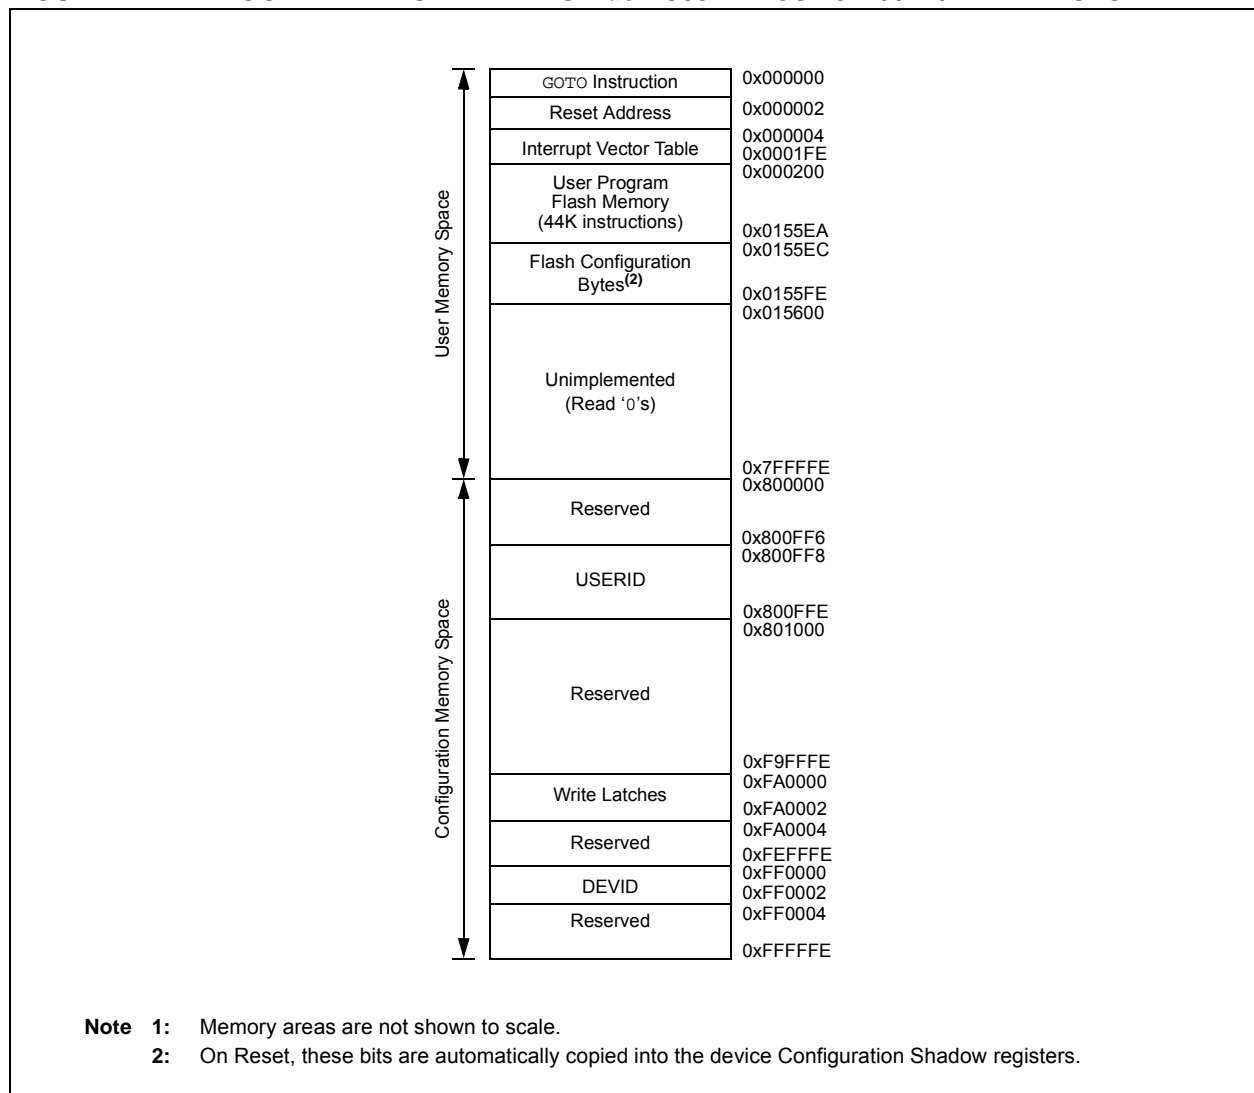 GOTO Instruction 0x000000
Reset Address 0x000002
0x000004
Interrupt Vector Table 0x0001FE
0x000200
User Program
Flash Memory
(44K instructions)
0x0155EA
0x0155EC
Flash Configuration
Bytes(2)
0x0155FE
0x015600
User Memory Space
Unimplemented
(Read ‘0’s)
0x7FFFFE
0x800000
Reserved
0x800FF6
0x800FF8
USERID
0x800FFE
0x801000
Configuration Memory Space
Reserved
0xF9FFFE
0xFA0000
Write Latches
0xFA0002
0xFA0004
Reserved
0xFEFFFE
0xFF0000
DEVID
0xFF0002
0xFF0004
Reserved
0xFFFFFE
Note 1: Memory areas are not shown to scale.
2: On Reset, these bits are automatically copied into the device Configuration Shadow registers.